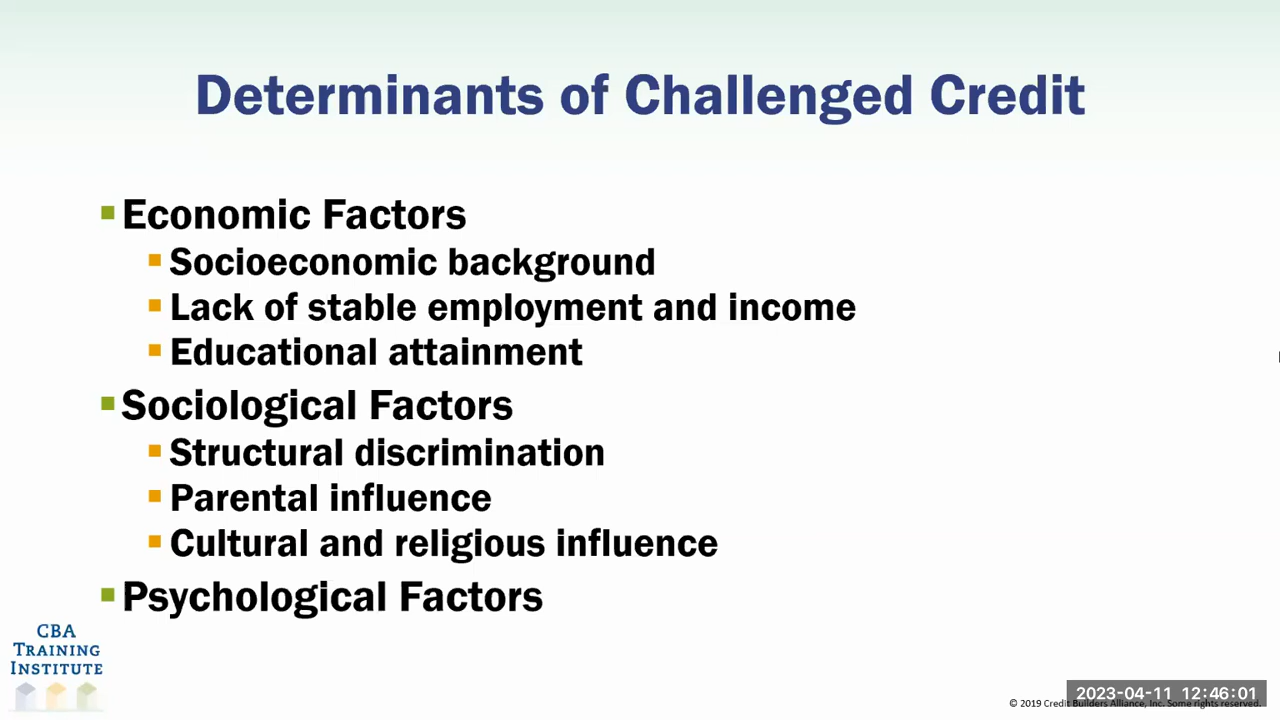 Determinants of Challenged Credit
Economic Factors
Socioeconomic background
Lack of stable employment and income
Educational attainment
Sociological Factors
Structural discrimination
Parental influence
Cultural and religious influence
Psychological Factors
CBA
TRAINING
INSTITUTE
2023-04-11 12:46:01
© 2019 Credit Builders Alliance, Inc. Some rights reserved.